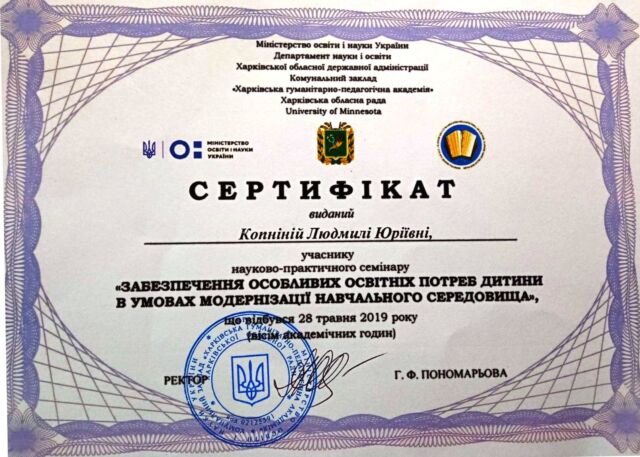 Міністерство освіти і науки України
Департамент науки і освіти
Харківської обласної державної адміністрації
Комунальний заклад
«Харківська гуманітарно-педагогічна академія»
Харківська обласна рада
University of Minnesota
МІНІСТЕРСТВО
ОСВІТИ І НАУКИ
УКРАЇНИ
СЕРТИФІКАТ
виданий
Копніній Людмилі Юріївні,
учаснику
науково-практичного семінару
«ЗАБЕЗПЕЧЕННЯ ОСОБЛИВИХ ОСВІТНІХ ПОТРЕБ ДИТИНИ
В УМОВАХ МОДЕРНІЗАЦІЇ НАВЧАЛЬНОГО СЕРЕДОВИЩА»,
що відбувся 28 травня 2019 року
(вісім академічних годин)
РЕКТОР
Г. Ф. ПОНОМАРЬОВА